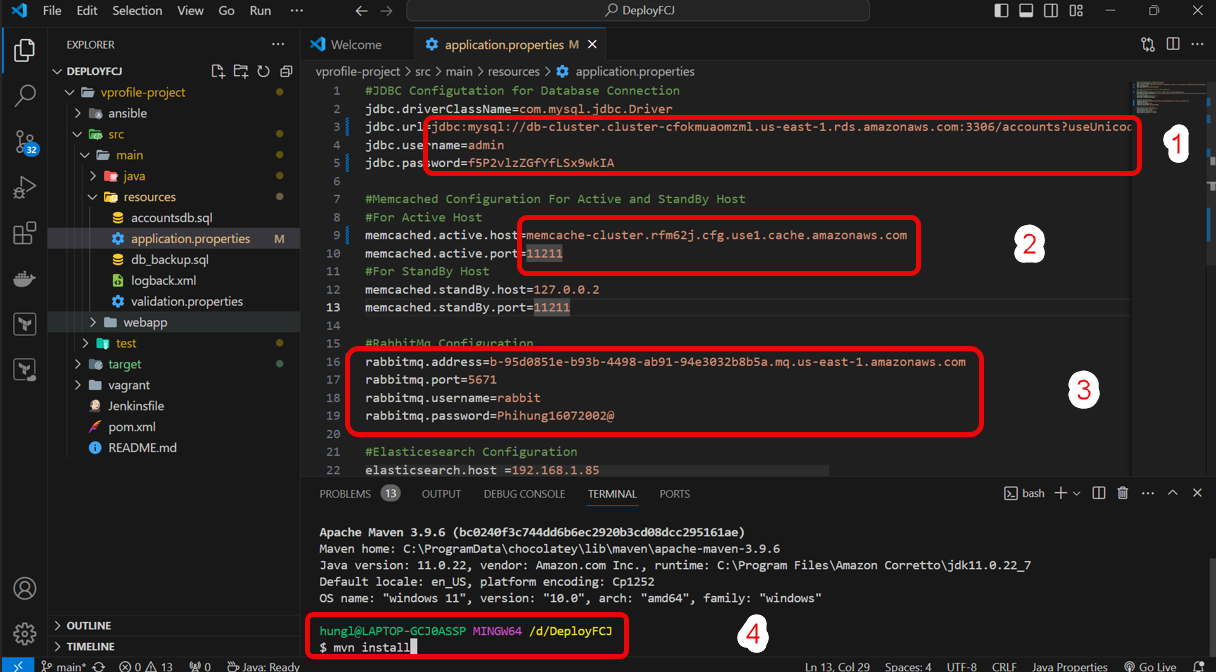 File Edit Selection View Go Run ··· DeployFCJ
EXPLORER
DEPLOYFCJ
vprofile-project
ansible
src
main
java
resources
accountsdb.sql
application.properties M
db_backup.sql
logback.xml
validation.properties
webapp
test
target
vagrant
Jenkinsfile
pom.xml
README.md
OUTLINE
TIMELINE
32
Welcome application.properties M
vprofile-project > src > main > resources > application.properties
1 #JDBC Configutation for Database Connection
2 jdbc.driverClassName=com.mysql.jdbc.Driver
3 jdbc.url=jdbc:mysql://db-cluster.cluster-cfokmuaomzml.us-east-1.rds.amazonaws.com:3306/accounts?useUnicod
4 jdbc.username=admin
5 jdbc.password=f5P2vlzZGfYfLSx9wkIA
6
7 #Memcached Configuration For Active and StandBy Host
8 #For Active Host
9 memcached.active.host=memcache-cluster.rfm62j.cfg.use1.cache.amazonaws.com
10 memcached.active.port=11211
11 #For StandBy Host
12 memcached.standBy.host=127.0.0.2
13 memcached.standBy.port=11211
14
15 #RabbitMq Configuration
16 rabbitmq.address=b-95d0851e-b93b-4498-ab91-94e3032b8b5a.mq.us-east-1.amazonaws.com
17 rabbitmq.port=5671
18 rabbitmq.username=rabbit
19 rabbitmq.password=Phihung16072002@
20
21 #Elasticesearch Configuration
22 elasticsearch.host =192.168.1.85
1
2
3
PROBLEMS 13 OUTPUT DEBUG CONSOLE TERMINAL PORTS bash
Apache Maven 3.9.6 (bc0240f3c744dd6b6ec2920b3cd08dcc295161ae)
Maven home: C:\ProgramData\chocolatey\lib\maven\apache-maven-3.9.6
Java version: 11.0.22, vendor: Amazon.com Inc., runtime: C:\Program Files\Amazon Corretto\jdk11.0.22_7
Default locale: en_US, platform encoding: Cp1252
OS name: "windows 11", version: "10.0", arch: "amd64", family: "windows"
hungl@LAPTOP-GCJ0ASSP MINGW64 /d/DeployFCJ
$ mvn install
4
main* 0 13 0 Java: Ready Ln 13, Col 29 Spaces: 4 UTF-8 CRLF Java Properties Go Live